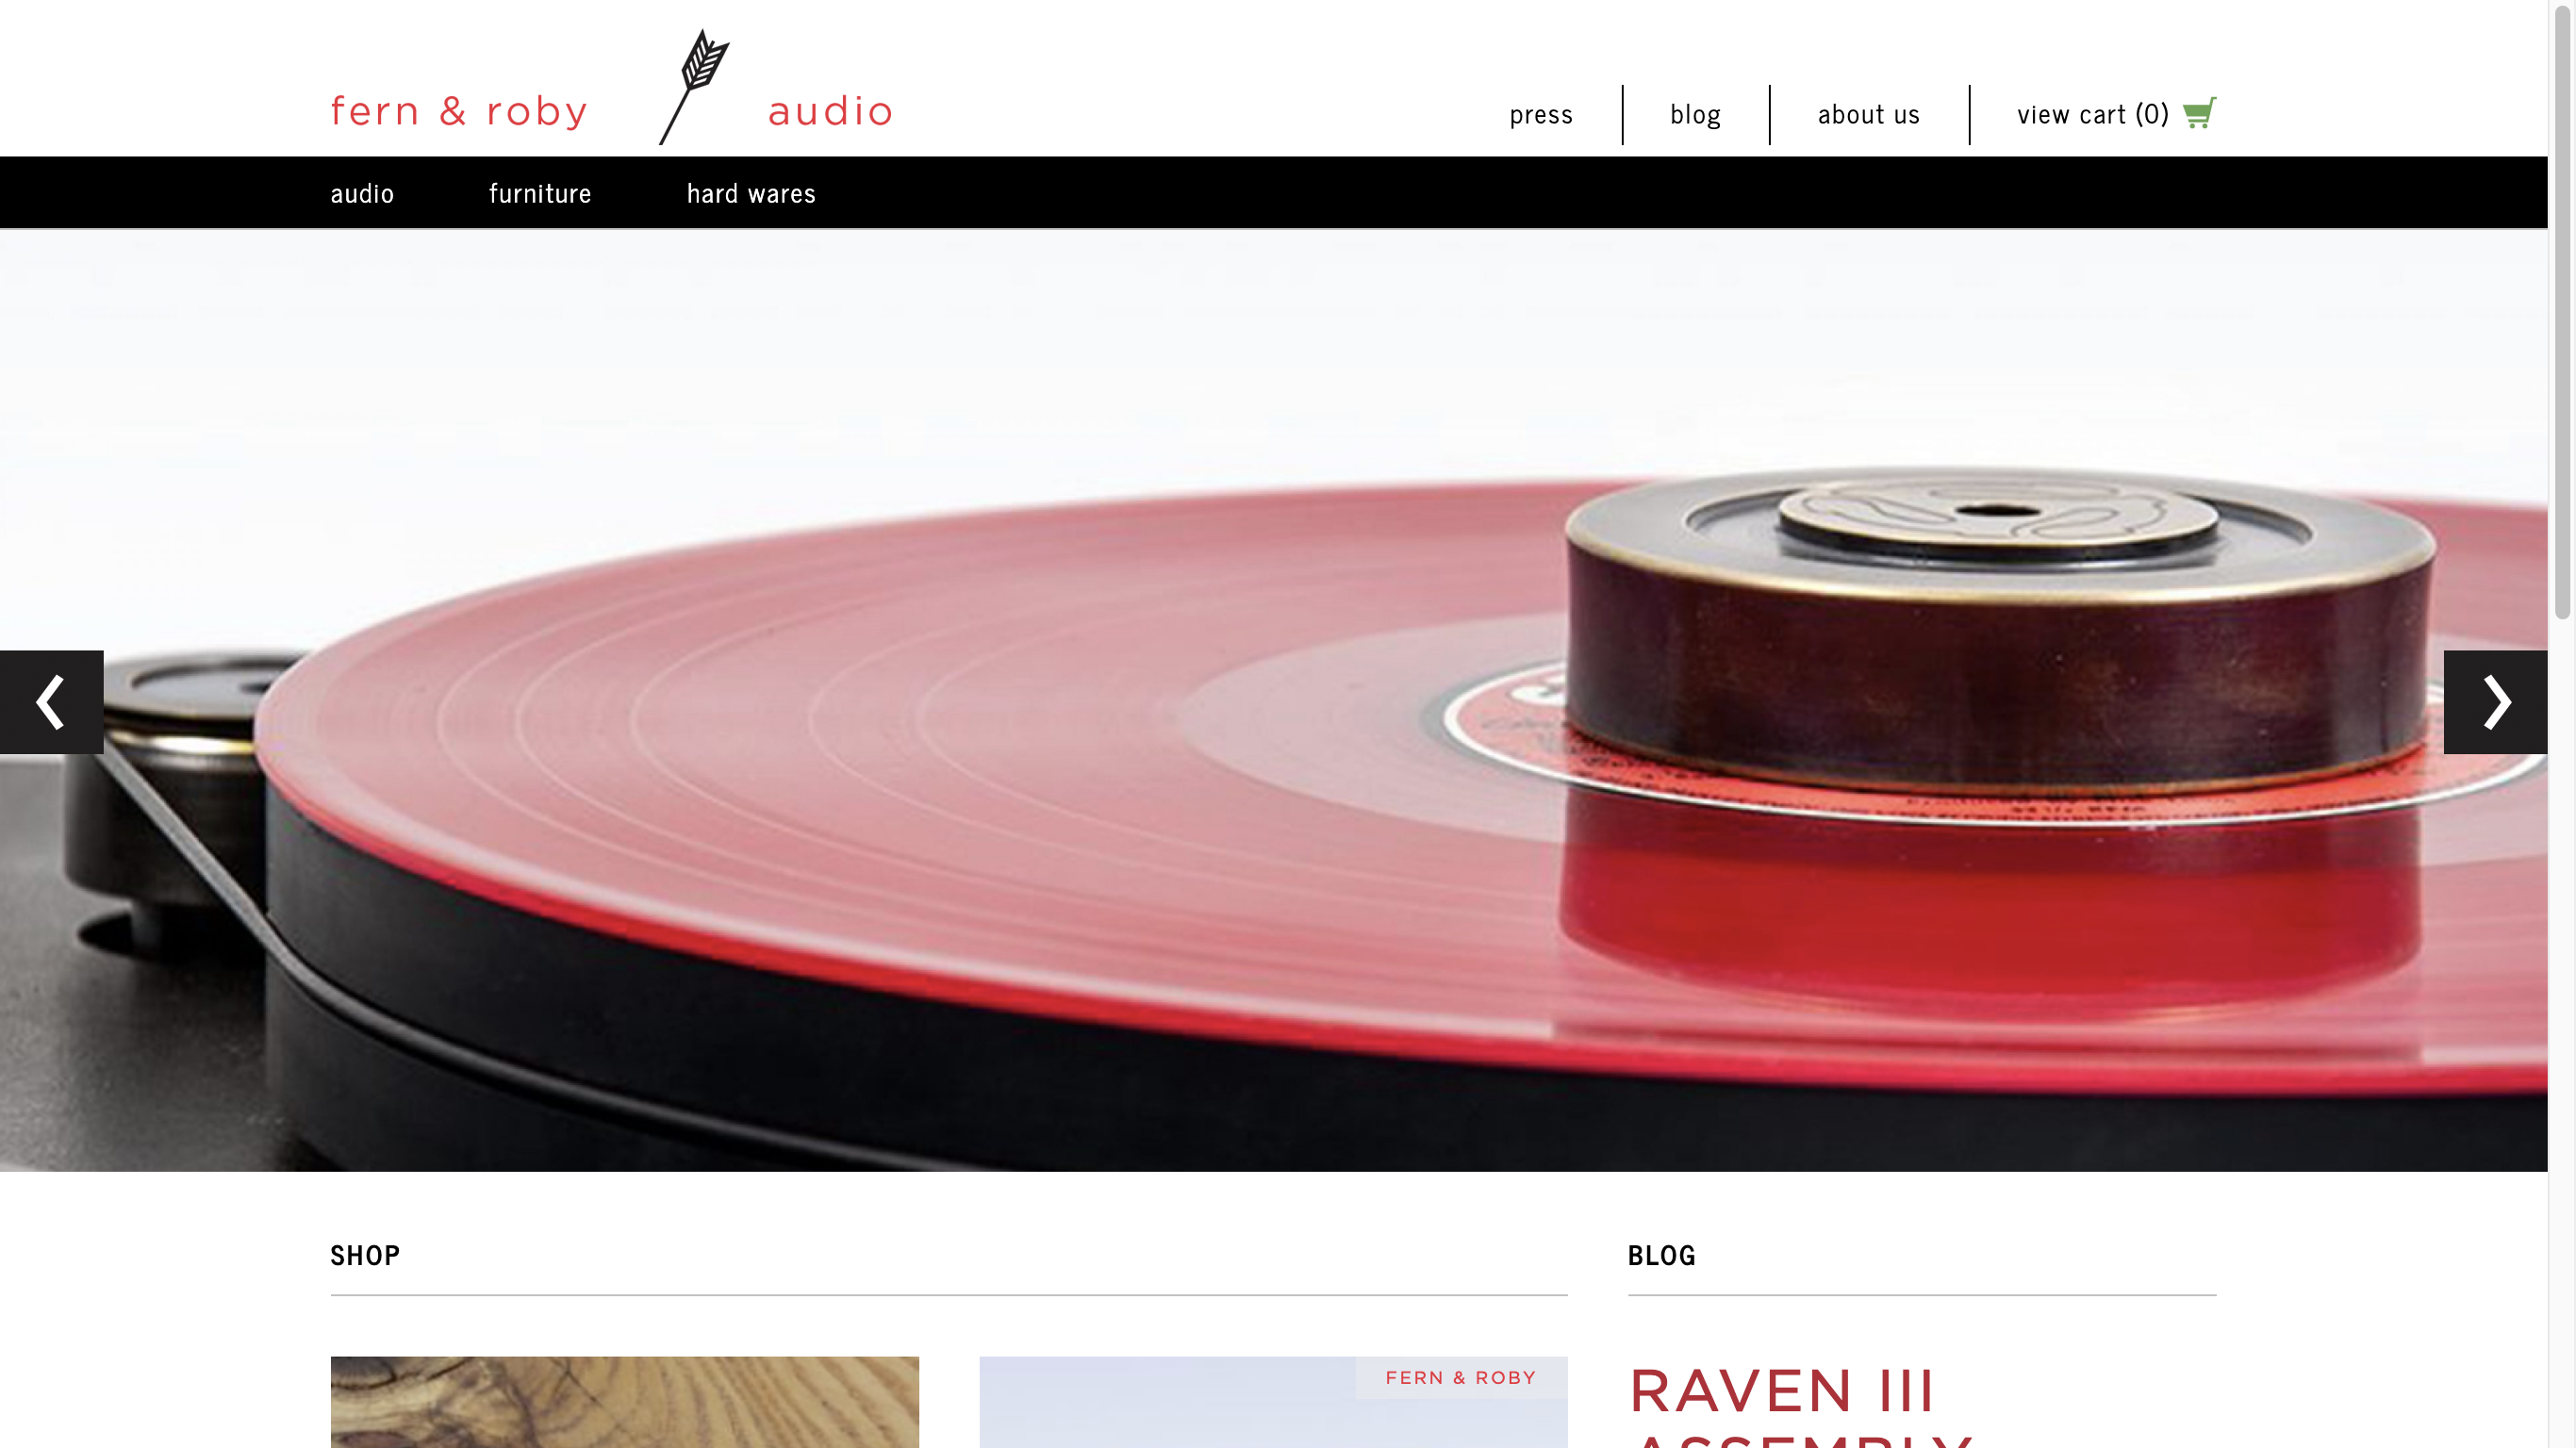 fern & roby audio
press
blog
about us
view cart (0)
audio
furniture
hard wares
SHOP
BLOG
FERN & ROBY
RAVEN III
ASSEMBLY